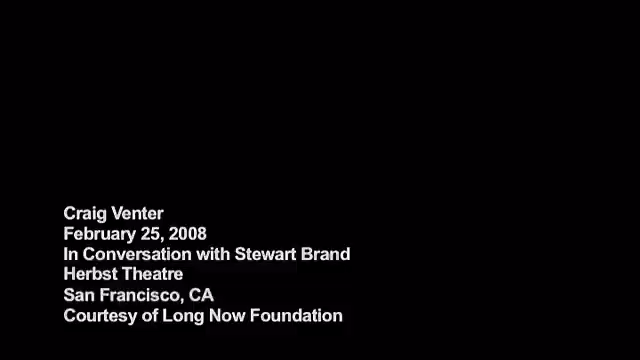 Craig Venter
February 25, 2008
In Conversation with Stewart Brand
Herbst Theatre
San Francisco, CA
Courtesy of Long Now Foundation